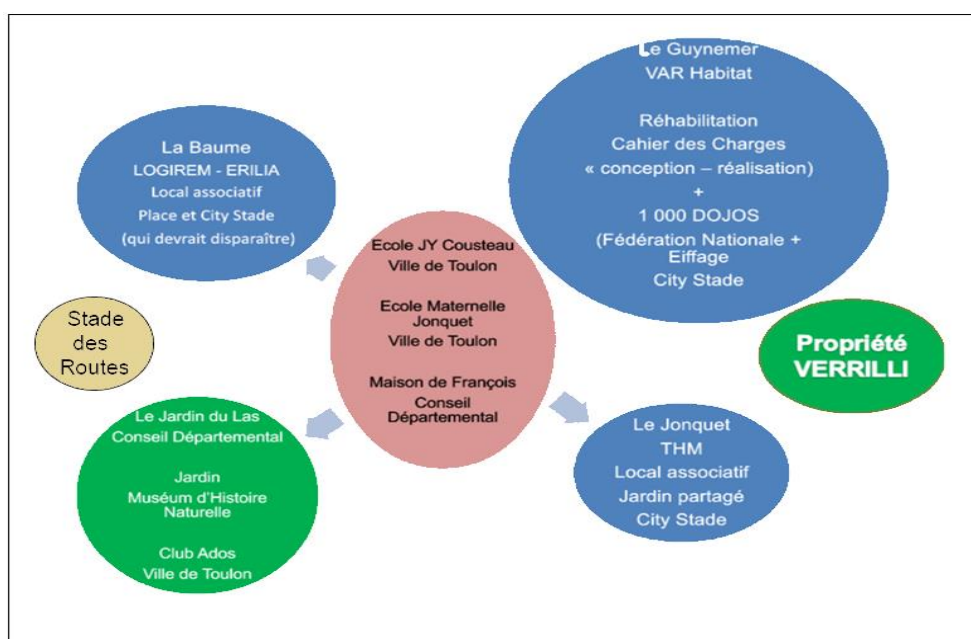 La Baume
LOGIREM - ERILIA
Local associatif
Place et City Stade
(qui devrait disparaître)
Le Guynemer
VAR Habitat
Réhabilitation
Cahier des Charges
« conception – réalisation)
+
1 000 DOJOS
(Fédération Nationale +
Eiffage
City Stade
Ecole JY Cousteau
Ville de Toulon
Ecole Maternelle
Jonquet
Ville de Toulon
Maison de François
Conseil
Départemental
Stade
des
Routes
Propriété
VERRILLI
Le Jardin du Las
Conseil Départemental
Jardin
Muséum d'Histoire
Naturelle
Club Ados
Ville de Toulon
Le Jonquet
THM
Local associatif
Jardin partagé
City Stade